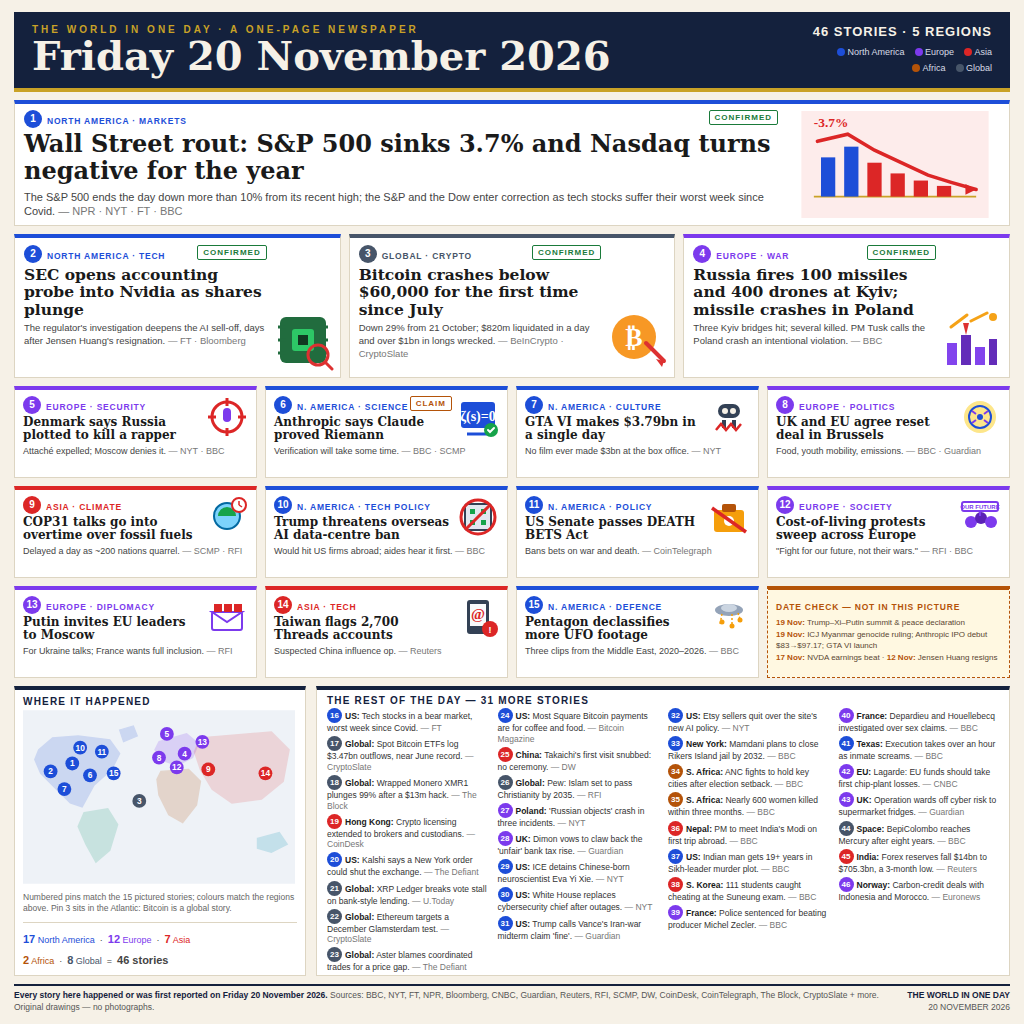 THE WORLD IN ONE DAY · A ONE-PAGE NEWSPAPER
Friday 20 November 2026
46 STORIES · 5 REGIONS
North America Europe Asia
Africa Global
1 NORTH AMERICA · MARKETS
CONFIRMED
Wall Street rout: S&P 500 sinks 3.7% and Nasdaq turns
negative for the year
The S&P 500 ends the day down more than 10% from its recent high; the S&P and the Dow enter correction as tech stocks suffer their worst week since
Covid. — NPR · NYT · FT · BBC
-3.7%
2 NORTH AMERICA · TECH
CONFIRMED
SEC opens accounting
probe into Nvidia as shares
plunge
The regulator's investigation deepens the AI sell-off, days
after Jensen Huang's resignation. — FT · Bloomberg
3 GLOBAL · CRYPTO
CONFIRMED
Bitcoin crashes below
$60,000 for the first time
since July
Down 29% from 21 October; $820m liquidated in a day
and over $1bn in longs wrecked. — BeInCrypto ·
CryptoSlate
₿
4 EUROPE · WAR
CONFIRMED
Russia fires 100 missiles
and 400 drones at Kyiv;
missile crashes in Poland
Three Kyiv bridges hit; several killed. PM Tusk calls the
Poland crash an intentional violation. — BBC
5 EUROPE · SECURITY
Denmark says Russia
plotted to kill a rapper
Attaché expelled; Moscow denies it. — NYT · BBC
6 N. AMERICA · SCIENCE
CLAIM
Anthropic says Claude
proved Riemann
Verification will take some time. — BBC · SCMP
ζ(s)=0
7 N. AMERICA · CULTURE
GTA VI makes $3.79bn in
a single day
No film ever made $3bn at the box office. — NYT
8 EUROPE · POLITICS
UK and EU agree reset
deal in Brussels
Food, youth mobility, emissions. — BBC · Guardian
9 ASIA · CLIMATE
COP31 talks go into
overtime over fossil fuels
Delayed a day as ~200 nations quarrel. — SCMP · RFI
10 N. AMERICA · TECH POLICY
Trump threatens overseas
AI data-centre ban
Would hit US firms abroad; aides hear it first. — BBC
11 N. AMERICA · POLICY
US Senate passes DEATH
BETS Act
Bans bets on war and death. — CoinTelegraph
12 EUROPE · SOCIETY
Cost-of-living protests
sweep across Europe
"Fight for our future, not their wars." — RFI · BBC
OUR FUTURE
13 EUROPE · DIPLOMACY
Putin invites EU leaders
to Moscow
For Ukraine talks; France wants full inclusion. — RFI
14 ASIA · TECH
Taiwan flags 2,700
Threads accounts
Suspected China influence op. — Reuters
@
!
15 N. AMERICA · DEFENCE
Pentagon declassifies
more UFO footage
Three clips from the Middle East, 2020–2026. — BBC
DATE CHECK — NOT IN THIS PICTURE
19 Nov: Trump–Xi–Putin summit & peace declaration
19 Nov: ICJ Myanmar genocide ruling; Anthropic IPO debut
$83→$97.17; GTA VI launch
17 Nov: NVDA earnings beat · 12 Nov: Jensen Huang resigns
WHERE IT HAPPENED
1 2 3 4 5 6 7 8 9 10 11 12 13 14 15
Numbered pins match the 15 pictured stories; colours match the regions
above. Pin 3 sits in the Atlantic: Bitcoin is a global story.
17 North America · 12 Europe · 7 Asia
2 Africa · 8 Global = 46 stories
THE REST OF THE DAY — 31 MORE STORIES
16 US: Tech stocks in a bear market,
worst week since Covid. — FT
17 Global: Spot Bitcoin ETFs log
$3.47bn outflows, near June record. —
CryptoSlate
18 Global: Wrapped Monero XMR1
plunges 99% after a $13m hack. — The
Block
19 Hong Kong: Crypto licensing
extended to brokers and custodians. —
CoinDesk
20 US: Kalshi says a New York order
could shut the exchange. — The Defiant
21 Global: XRP Ledger breaks vote stall
on bank-style lending. — U.Today
22 Global: Ethereum targets a
December Glamsterdam test. —
CryptoSlate
23 Global: Aster blames coordinated
trades for a price gap. — The Defiant
24 US: Most Square Bitcoin payments
are for coffee and food. — Bitcoin
Magazine
25 China: Takaichi's first visit snubbed:
no ceremony. — DW
26 Global: Pew: Islam set to pass
Christianity by 2035. — RFI
27 Poland: 'Russian objects' crash in
three incidents. — NYT
28 UK: Dimon vows to claw back the
'unfair' bank tax rise. — Guardian
29 US: ICE detains Chinese-born
neuroscientist Eva Yi Xie. — NYT
30 US: White House replaces
cybersecurity chief after outages. — NYT
31 US: Trump calls Vance's Iran-war
midterm claim 'fine'. — Guardian
32 US: Etsy sellers quit over the site's
new AI policy. — NYT
33 New York: Mamdani plans to close
Rikers Island jail by 2032. — BBC
34 S. Africa: ANC fights to hold key
cities after election setback. — BBC
35 S. Africa: Nearly 600 women killed
within three months. — BBC
36 Nepal: PM to meet India's Modi on
first trip abroad. — BBC
37 US: Indian man gets 19+ years in
Sikh-leader murder plot. — BBC
38 S. Korea: 111 students caught
cheating at the Suneung exam. — BBC
39 France: Police sentenced for beating
producer Michel Zecler. — BBC
40 France: Depardieu and Houellebecq
investigated over sex claims. — BBC
41 Texas: Execution takes over an hour
as inmate screams. — BBC
42 EU: Lagarde: EU funds should take
first chip-plant losses. — CNBC
43 UK: Operation wards off cyber risk to
supermarket fridges. — Guardian
44 Space: BepiColombo reaches
Mercury after eight years. — BBC
45 India: Forex reserves fall $14bn to
$705.3bn, a 3-month low. — Reuters
46 Norway: Carbon-credit deals with
Indonesia and Morocco. — Euronews
Every story here happened or was first reported on Friday 20 November 2026. Sources: BBC, NYT, FT, NPR, Bloomberg, CNBC, Guardian, Reuters, RFI, SCMP, DW, CoinDesk, CoinTelegraph, The Block, CryptoSlate + more.
Original drawings — no photographs.
THE WORLD IN ONE DAY
20 NOVEMBER 2026